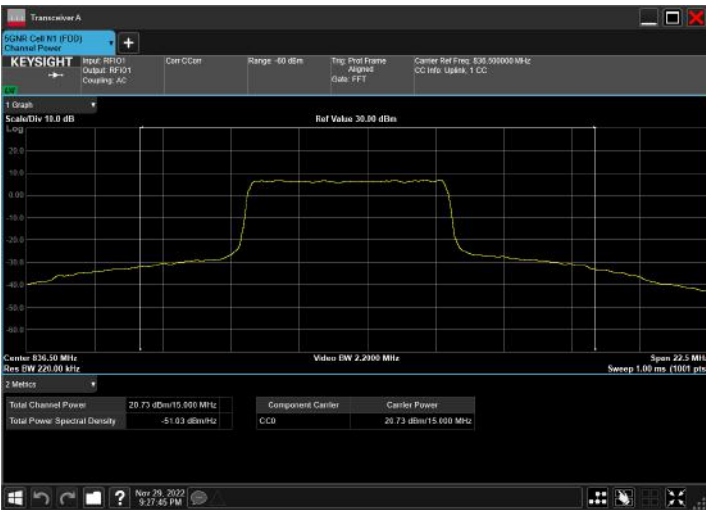 Transceiver A
5GNR Cell N1 (FDD)
Channel Power
KEYSIGHT
Input: RFIO1
Output: RFIO1
Coupling: AC
Corr CCorr
Range: -60 dBm
Trig: Prot Frame
Aligned
Gate: FFT
Carrier Ref Freq: 836.500000 MHz
CC Info: Uplink, 1 CC
1 Graph
Scale/Div 10.0 dB
Ref Value 30.00 dBm
Log
20.0
10.0
0.00
-10.0
-20.0
-30.0
-40.0
-50.0
-60.0
Center 836.50 MHz
Video BW 2.2000 MHz
Span 22.5 MHz
Res BW 220.00 kHz
Sweep 1.00 ms (1001 pts
2 Metrics
Total Channel Power 20.73 dBm/15.000 MHz
Total Power Spectral Density -51.03 dBm/Hz
Component Carrier Carrier Power
CC0 20.73 dBm/15.000 MHz
Nov 29, 2022
9:27:45 PM